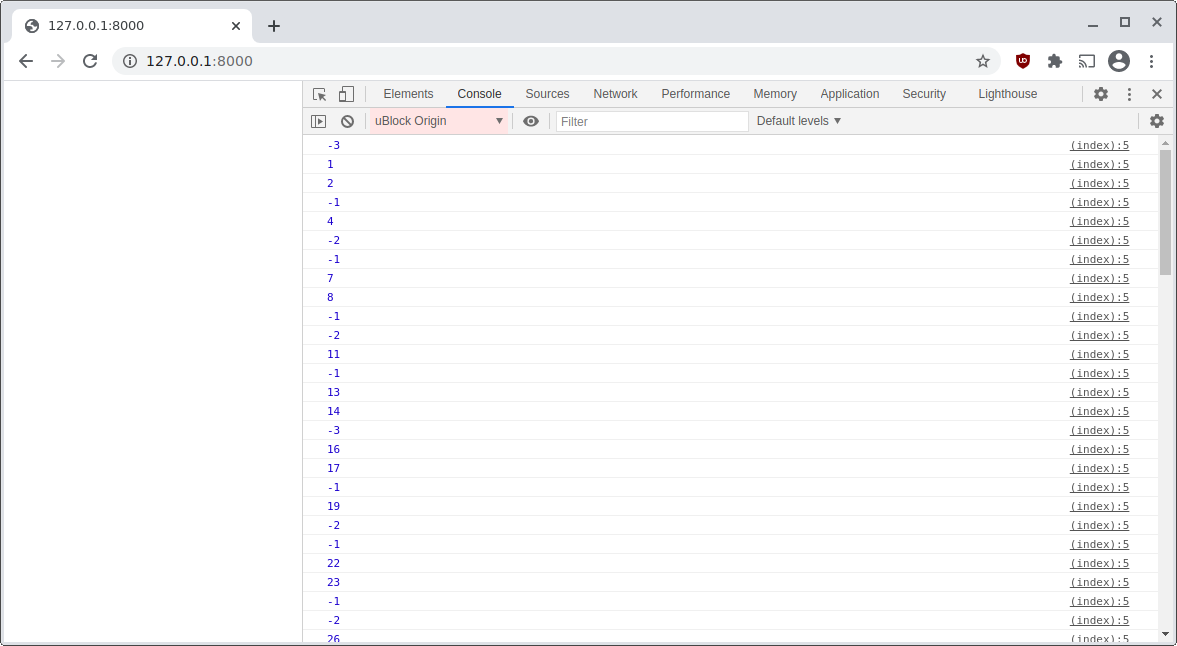 127.0.0.1:8000
127.0.0.1:8000
Elements Console Sources Network Performance Memory Application Security Lighthouse
uBlock Origin Filter Default levels
-3 (index):5
1 (index):5
2 (index):5
-1 (index):5
4 (index):5
-2 (index):5
-1 (index):5
7 (index):5
8 (index):5
-1 (index):5
-2 (index):5
11 (index):5
-1 (index):5
13 (index):5
14 (index):5
-3 (index):5
16 (index):5
17 (index):5
-1 (index):5
19 (index):5
-2 (index):5
-1 (index):5
22 (index):5
23 (index):5
-1 (index):5
-2 (index):5
26 (index):5